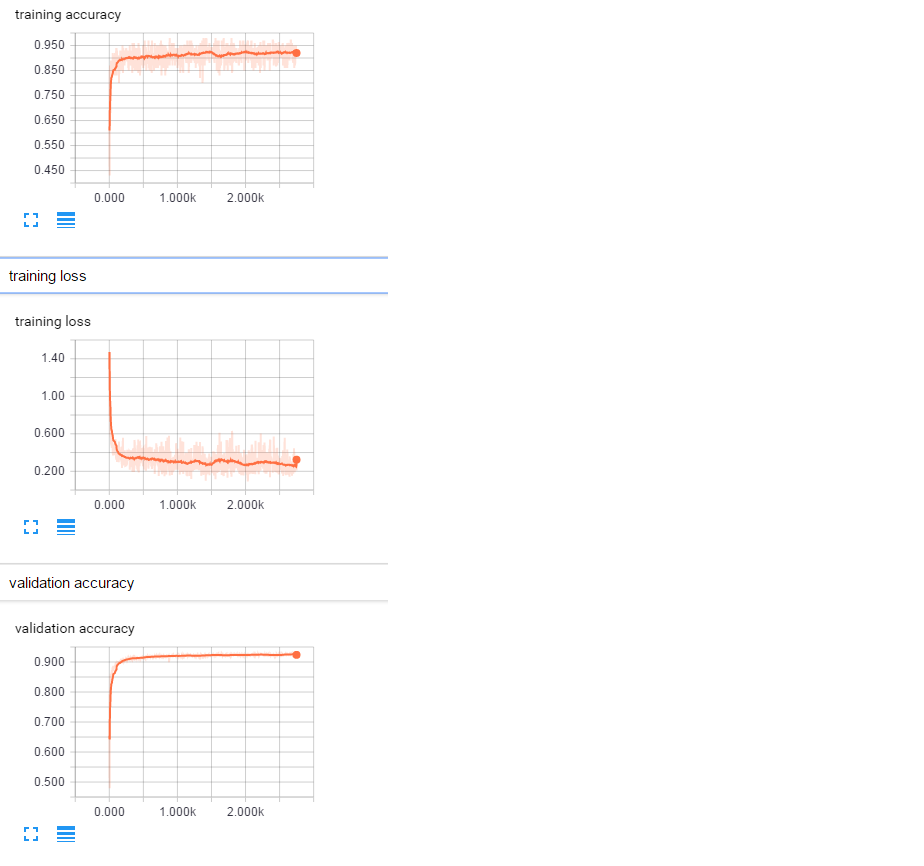 training accuracy
0.950
0.850
0.750
0.650
0.550
0.450
0.000 1.000k 2.000k
training loss
training loss
1.40
1.00
0.600
0.200
0.000 1.000k 2.000k
validation accuracy
validation accuracy
0.900
0.800
0.700
0.600
0.500
0.000 1.000k 2.000k